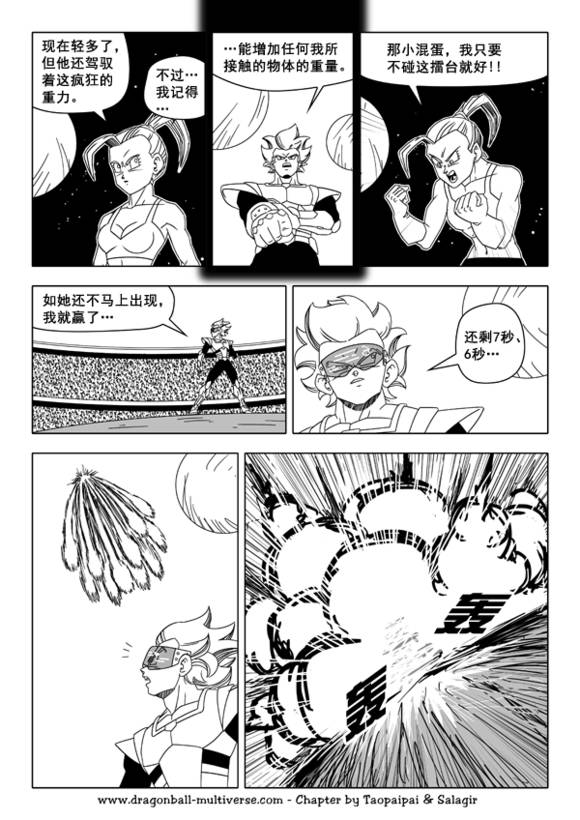 现在轻多了，
但他还驾驭
着这疯狂的
重力。
不过…
我记得
…
…能增加任何我所
接触的物体的重量。
那小混蛋，我只要
不碰这擂台就好!!
如她还不马上出现，
我就赢了…
还剩7秒、
6秒…
轰
轰
www.dragonball-multiverse.com - Chapter by Taopaipai & Salagir